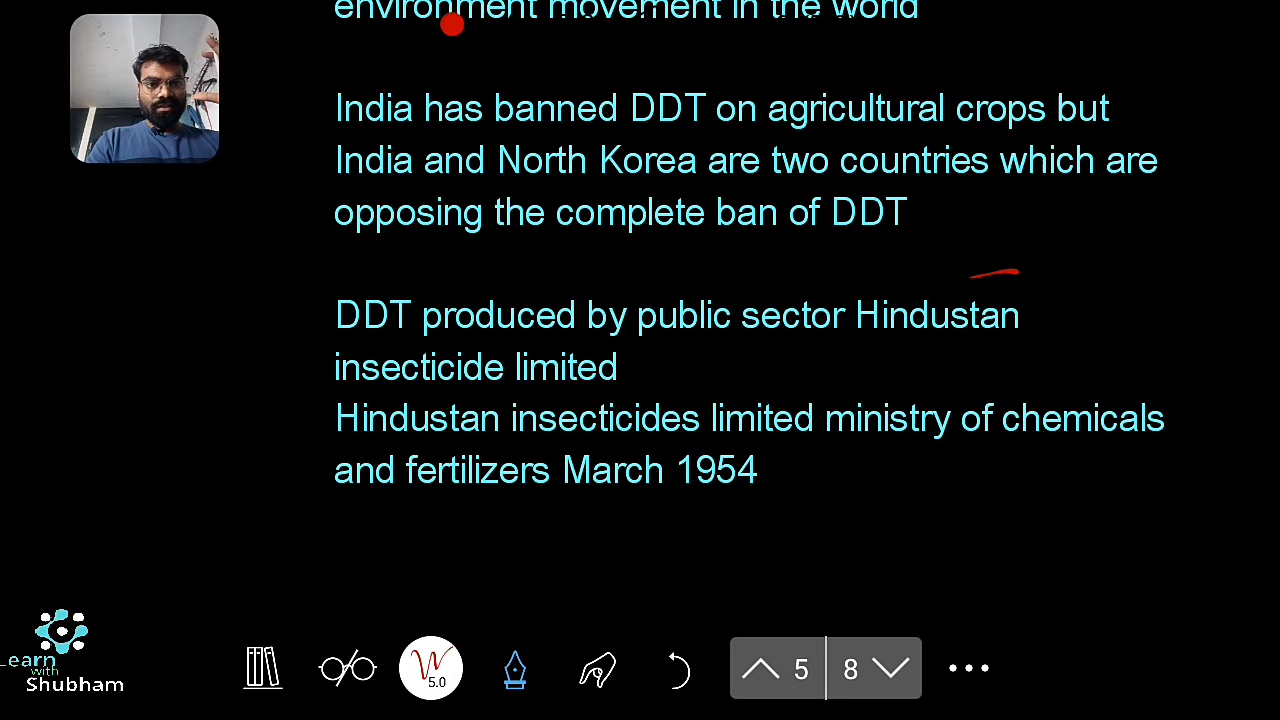 environment movement in the world
India has banned DDT on agricultural crops but
India and North Korea are two countries which are
opposing the complete ban of DDT
DDT produced by public sector Hindustan
insecticide limited
Hindustan insecticides limited ministry of chemicals
and fertilizers March 1954
Learn
with
Shubham
5.0
5 8